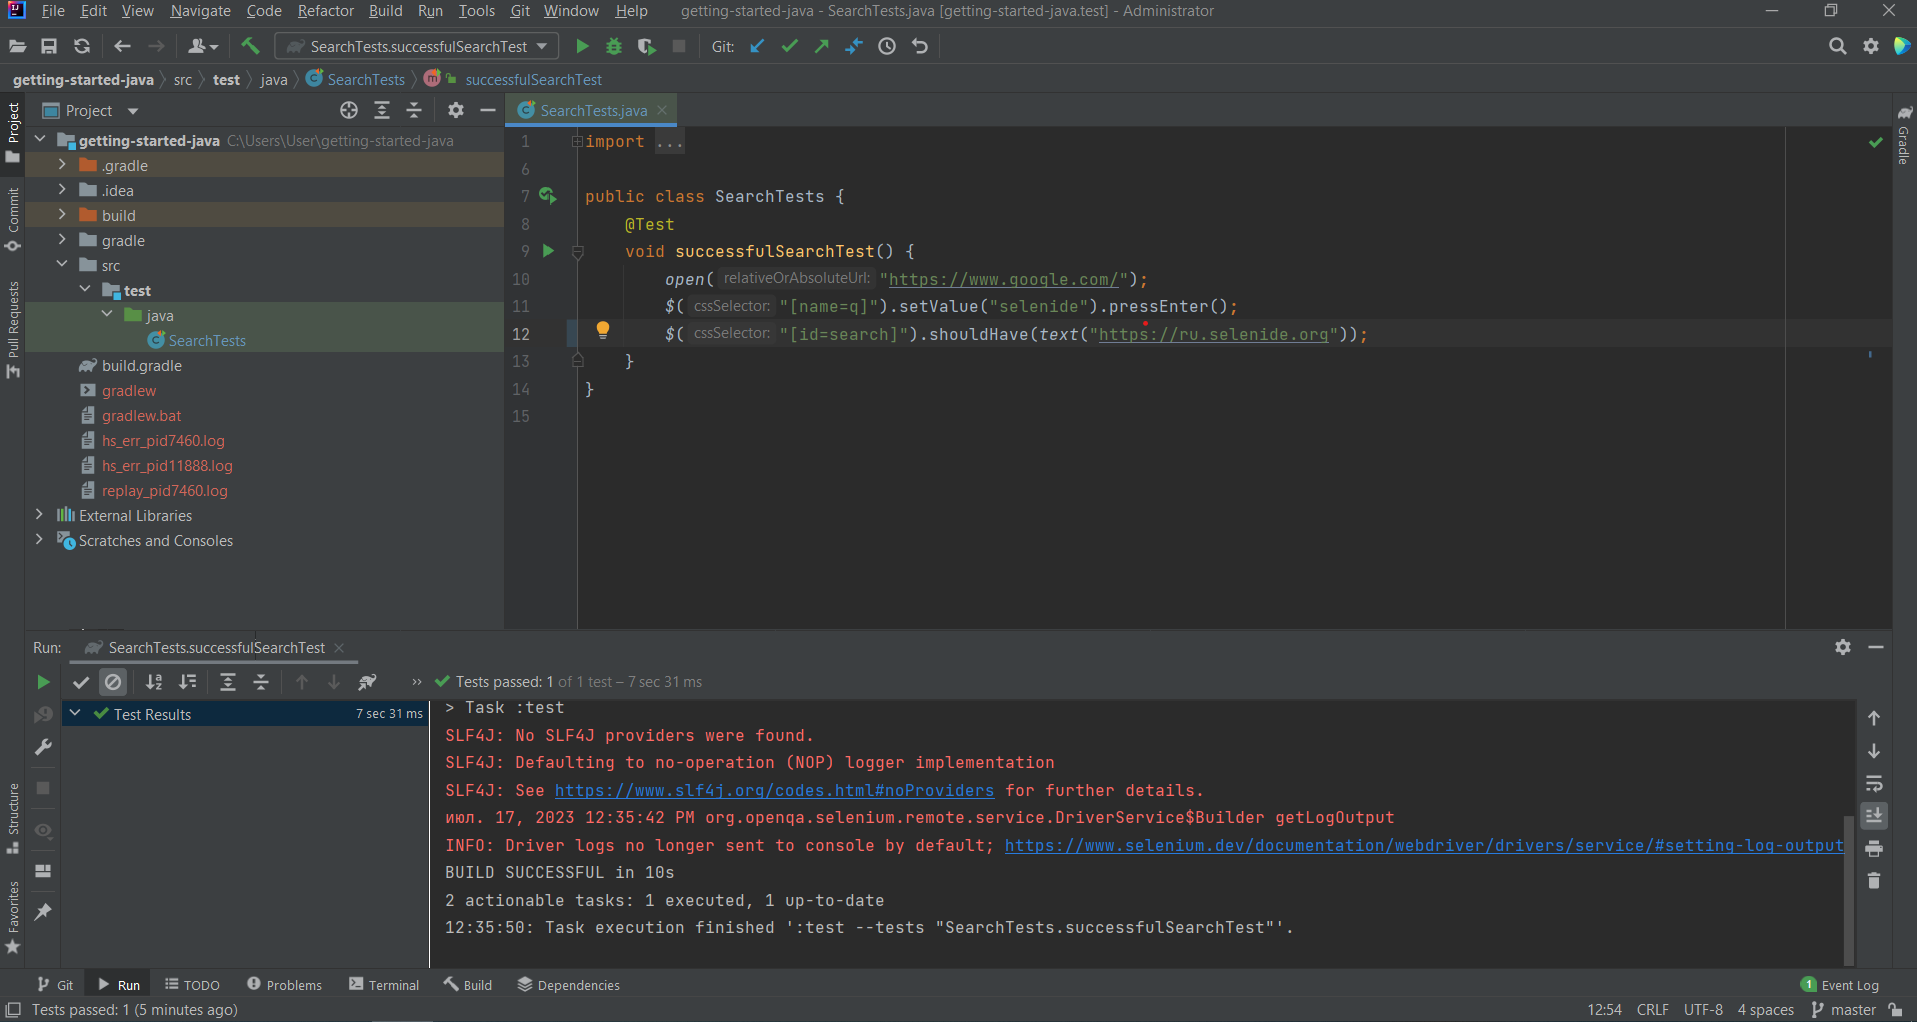 File Edit View Navigate Code Refactor Build Run Tools Git Window Help getting-started-java - SearchTests.java [getting-started-java.test] - Administrator
SearchTests.successfulSearchTest Git:
getting-started-java src test java SearchTests m successfulSearchTest
Project SearchTests.java
Project
Commit
Pull Requests
Structure
Favorites
Gradle
getting-started-java C:\Users\User\getting-started-java
.gradle
.idea
build
gradle
src
test
java
SearchTests
build.gradle
gradlew
gradlew.bat
hs_err_pid7460.log
hs_err_pid11888.log
replay_pid7460.log
External Libraries
Scratches and Consoles
1 import ...
6
7 public class SearchTests {
8 @Test
9 void successfulSearchTest() {
10 open( relativeOrAbsoluteUrl: "https://www.google.com/");
11 $( cssSelector: "[name=q]").setValue("selenide").pressEnter();
12 $( cssSelector: "[id=search]").shouldHave(text("https://ru.selenide.org"));
13 }
14 }
15
Run: SearchTests.successfulSearchTest
» Tests passed: 1 of 1 test – 7 sec 31 ms
Test Results 7 sec 31 ms
> Task :test
SLF4J: No SLF4J providers were found.
SLF4J: Defaulting to no-operation (NOP) logger implementation
SLF4J: See https://www.slf4j.org/codes.html#noProviders for further details.
июл. 17, 2023 12:35:42 PM org.openqa.selenium.remote.service.DriverService$Builder getLogOutput
INFO: Driver logs no longer sent to console by default; https://www.selenium.dev/documentation/webdriver/drivers/service/#setting-log-output
BUILD SUCCESSFUL in 10s
2 actionable tasks: 1 executed, 1 up-to-date
12:35:50: Task execution finished ':test --tests "SearchTests.successfulSearchTest"'.
Git Run TODO Problems Terminal Build Dependencies 1 Event Log
Tests passed: 1 (5 minutes ago) 12:54 CRLF UTF-8 4 spaces master